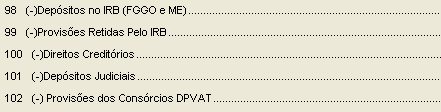 98 (-)Depósitos no IRB (FGGO e ME)........................................................................................
99 (-)Provisões Retidas Pelo IRB..............................................................................................
100 (-)Direitos Creditórios.........................................................................................................
101 (-)Depósitos Judiciais.........................................................................................................
102 (-) Provisões dos Consórcios DPVAT..............................................................................